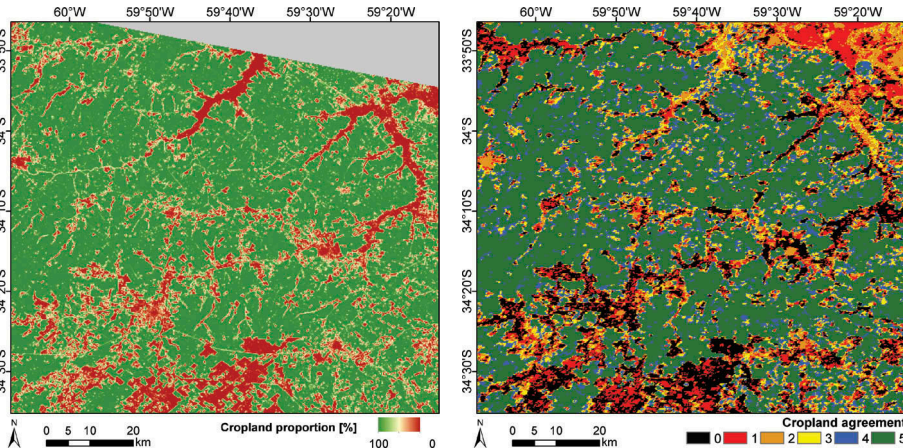 60°W 59°50'W 59°40'W 59°30'W 59°20'W
60°W 59°50'W 59°40'W 59°30'W 59°20'W
33°50'S
34°S
34°10'S
34°20'S
34°30'S
33°50'S
34°S
34°10'S
34°20'S
34°30'S
N
0 5 10 20
km
Cropland proportion [%]
100 0
N
0 5 10 20
km
Cropland agreement
0 1 2 3 4 5